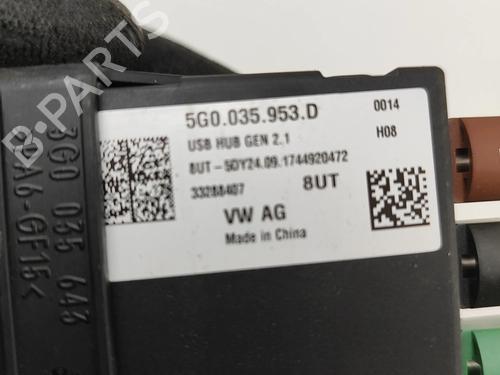 5G0.035.953.D
0014
USB HUB GEN 2.1
H08
8UT-5DY24.09.1744920472
33288407
8UT
VW AG
Made in China
3G0 035 643
PA6-GF15<
B-PARTS